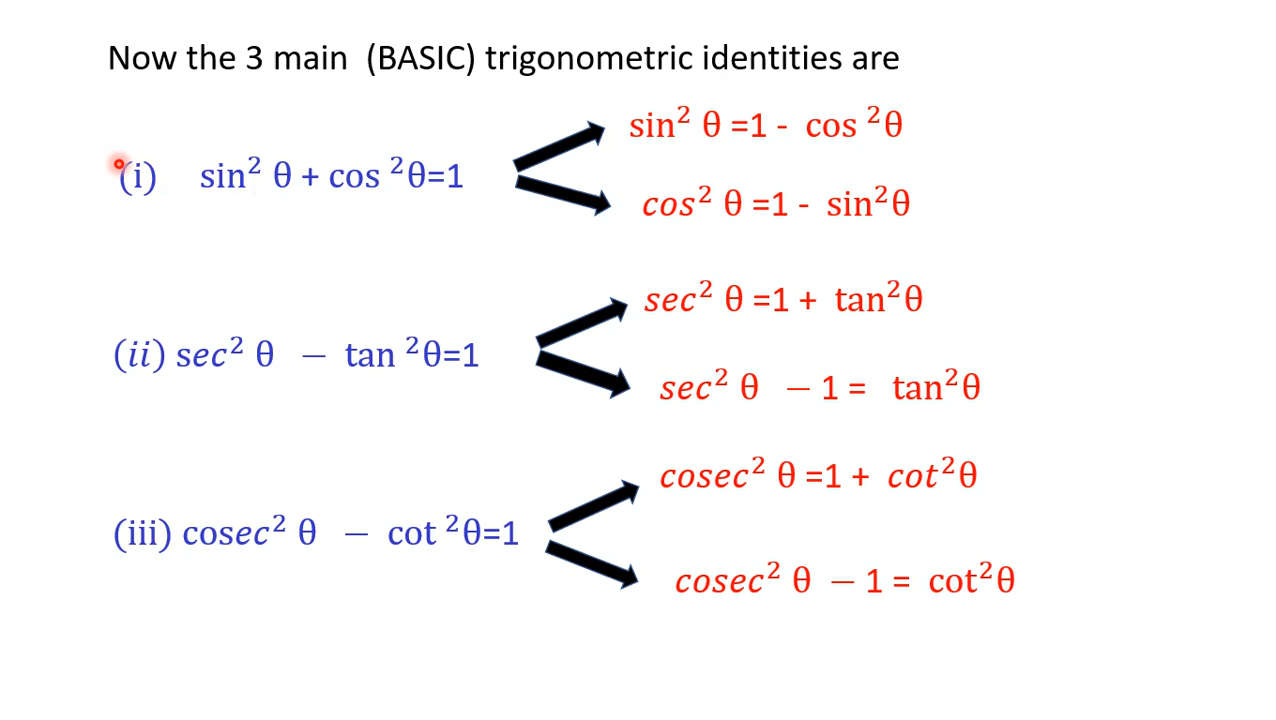 Now the 3 main (BASIC) trigonometric identities are
sin² θ =1 - cos ²θ
(i) sin² θ + cos ²θ=1
cos² θ =1 - sin²θ
sec² θ =1 + tan²θ
(ii) sec² θ − tan ²θ=1
sec² θ − 1 = tan²θ
cosec² θ =1 + cot²θ
(iii) cosec² θ − cot ²θ=1
cosec² θ − 1 = cot²θ